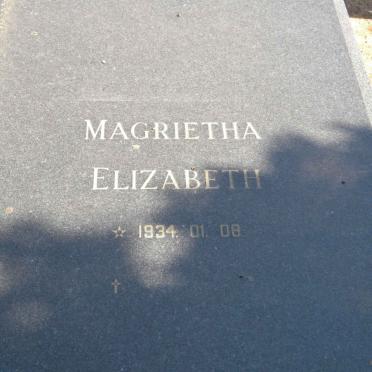 MAGRIETHA
ELIZABETH
☆ 1934. 01. 08
†